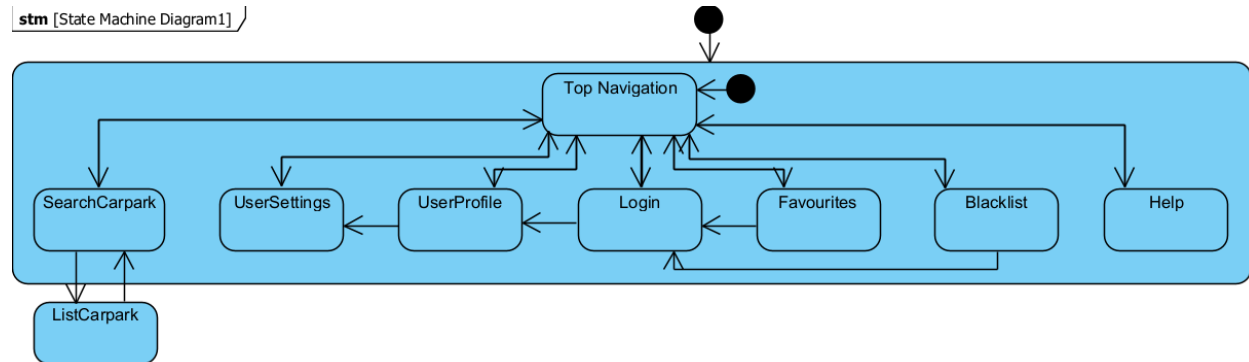 stm [State Machine Diagram1]
Top Navigation
SearchCarpark
UserSettings
UserProfile
Login
Favourites
Blacklist
Help
ListCarpark